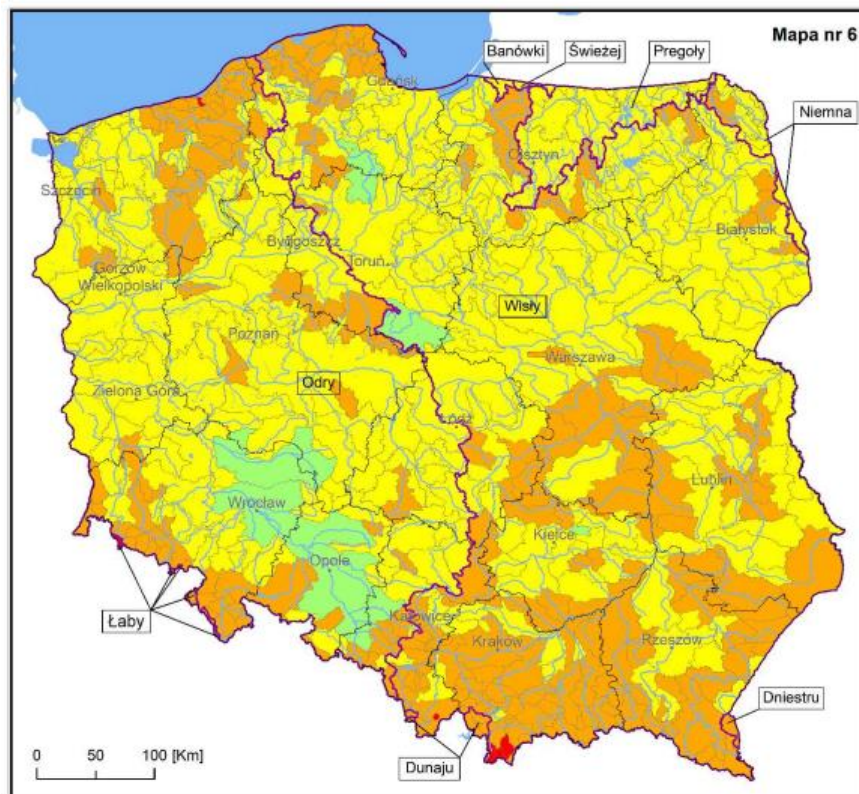 Mapa nr 6
Banówki
Świeżej
Pregoły
Gdańsk
Niemna
Olsztyn
Szczecin
Białystok
Bydgoszcz
Toruń
Gorzów
Wielkopolski
Wisły
Poznań
Warszawa
Odry
Zielona Góra
Łódź
Lublin
Wrocław
Kielce
Opole
Łaby
Katowice
Kraków
Rzeszów
Dniestru
Dunaju
0 50 100 [Km]